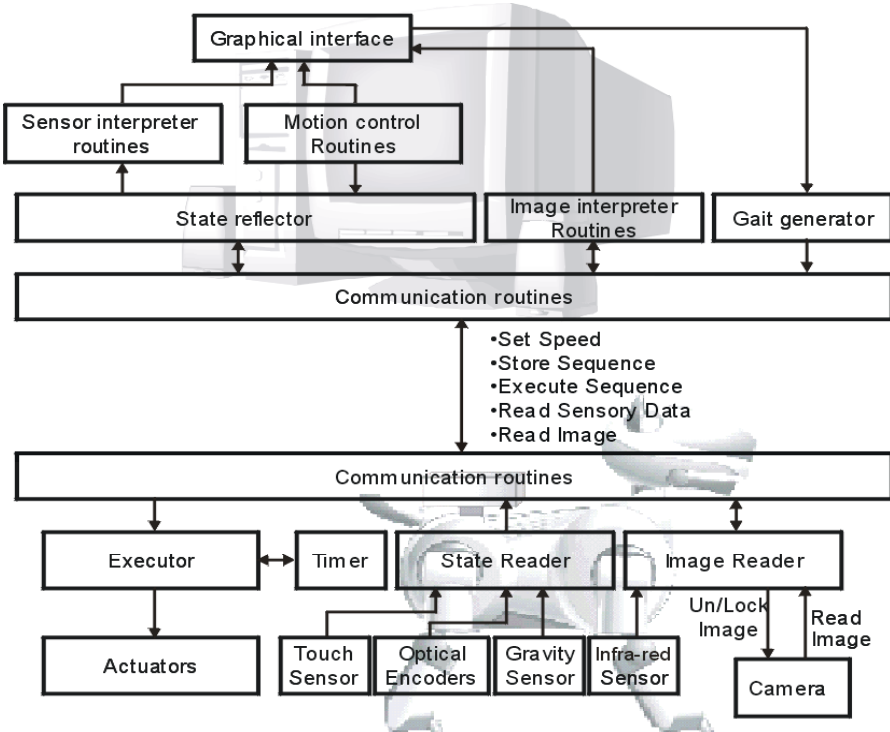 Graphical interface
Sensor interpreter
routines
Motion control
Routines
State reflector
Image interpreter
Routines
Gait generator
Communication routines
•Set Speed
•Store Sequence
•Execute Sequence
•Read Sensory Data
•Read Image
Communication routines
Executor
Timer
State Reader
Image Reader
Un/Lock
Image
Read
Image
Actuators
Touch
Sensor
Optical
Encoders
Gravity
Sensor
Infra-red
Sensor
Camera